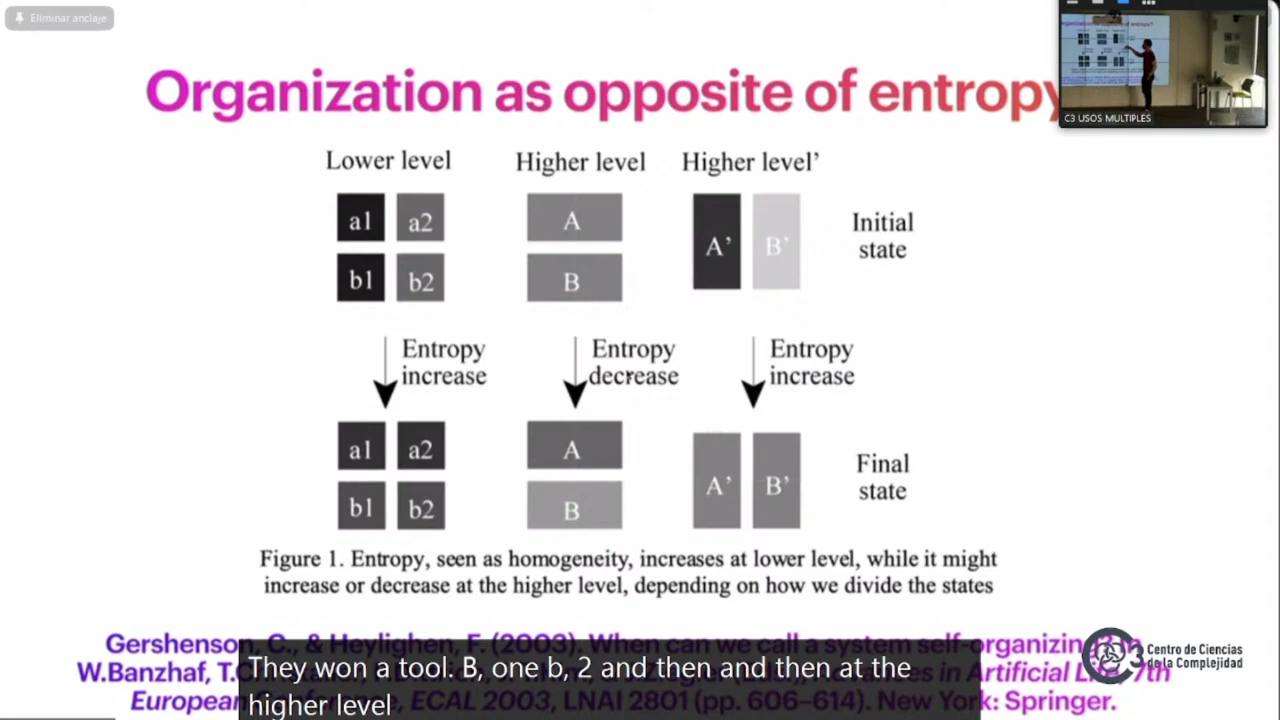 Eliminar anclaje
Organization as opposite of entropy
C3 USOS MULTIPLES
Lower level Higher level Higher level’
a1 a2 A A’ B’ Initial state
b1 b2 B
Entropy increase Entropy decrease Entropy increase
a1 a2 A A’ B’ Final state
b1 b2 B
Figure 1. Entropy, seen as homogeneity, increases at lower level, while it might
increase or decrease at the higher level, depending on how we divide the states
Gershenson, C., & Heylighen, F. (2003). When can we call a system self-organizing?
W.Banzhaf, T. in Artificial
European ECAL 2003, LNAI 2801 (pp. 606–614). New York: Springer.
They won a tool. B, one b, 2 and then and then at the
higher level
C3 Centro de Ciencias
de la Complejidad